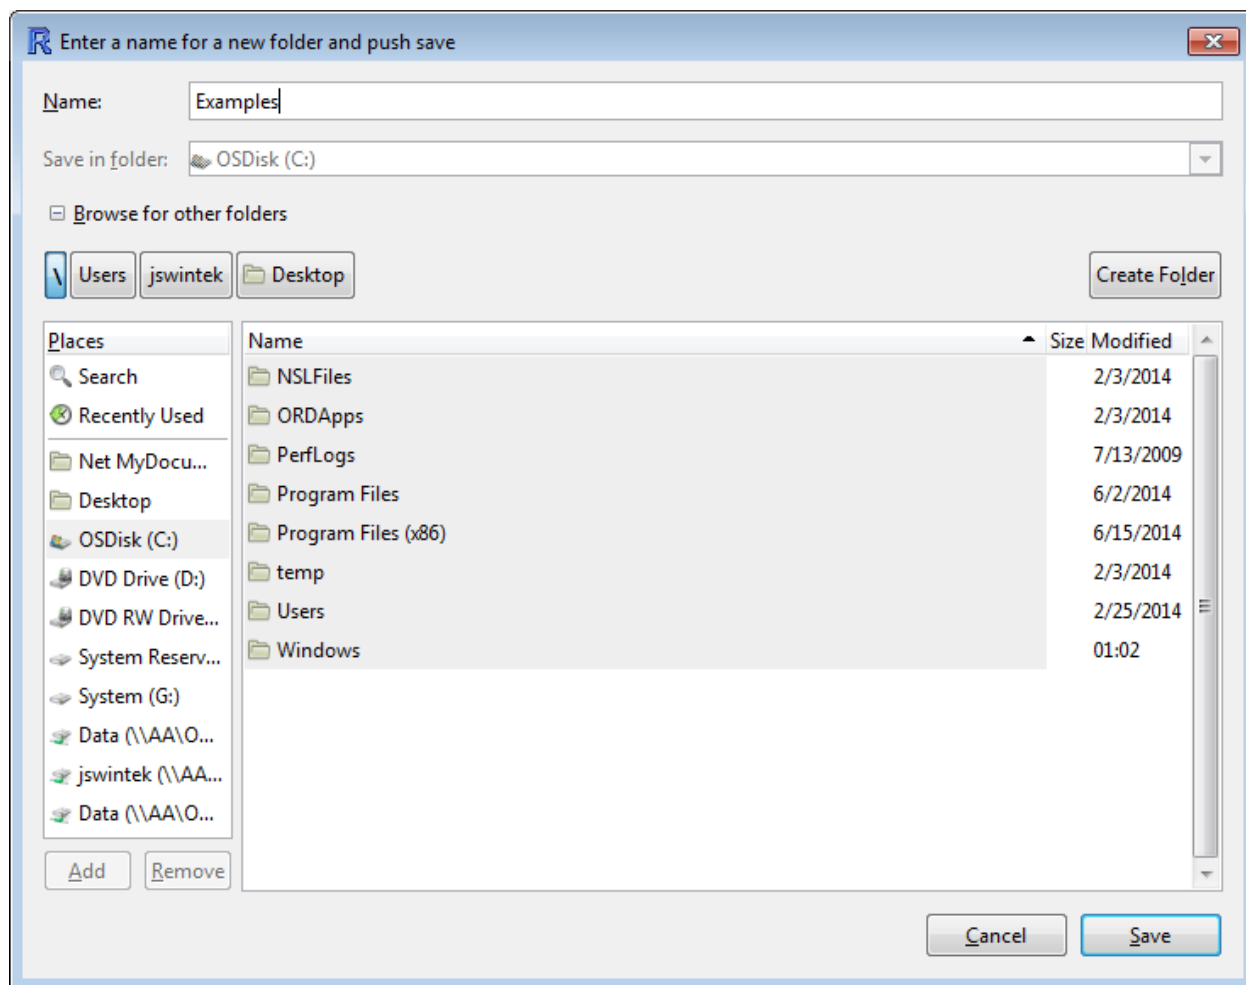 Enter a name for a new folder and push save
Name: Examples
Save in folder: OSDisk (C:)
Browse for other folders
\ Users jswintek Desktop Create Folder
Places Name Size Modified
Search NSLFiles 2/3/2014
Recently Used ORDApps 2/3/2014
Net MyDocu... PerfLogs 7/13/2009
Desktop Program Files 6/2/2014
OSDisk (C:) Program Files (x86) 6/15/2014
DVD Drive (D:) temp 2/3/2014
DVD RW Drive... Users 2/25/2014
System Reserv... Windows 01:02
System (G:)
Data (\\AA\O...
jswintek (\\AA...
Data (\\AA\O...
Add Remove
Cancel Save